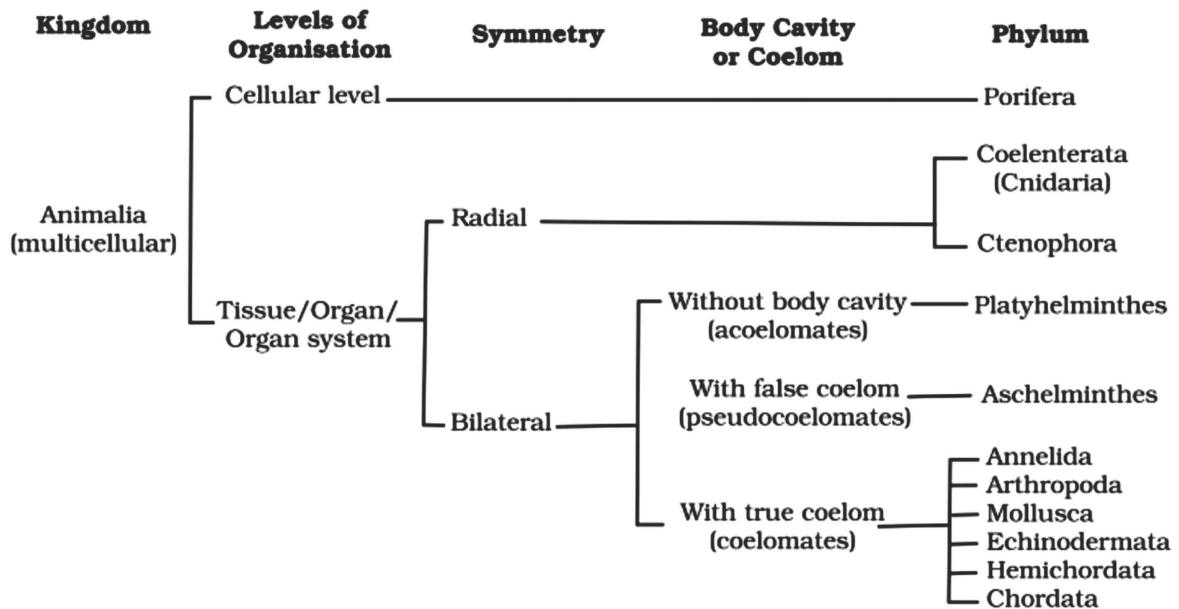 Kingdom
Levels of
Organisation
Symmetry
Body Cavity
or Coelom
Phylum
Cellular level
Porifera
Coelenterata
(Cnidaria)
Animalia
(multicellular)
Radial
Ctenophora
Tissue/Organ/
Organ system
Without body cavity
(acoelomates)
Platyhelminthes
With false coelom
(pseudocoelomates)
Aschelminthes
Bilateral
With true coelom
(coelomates)
Annelida
Arthropoda
Mollusca
Echinodermata
Hemichordata
Chordata